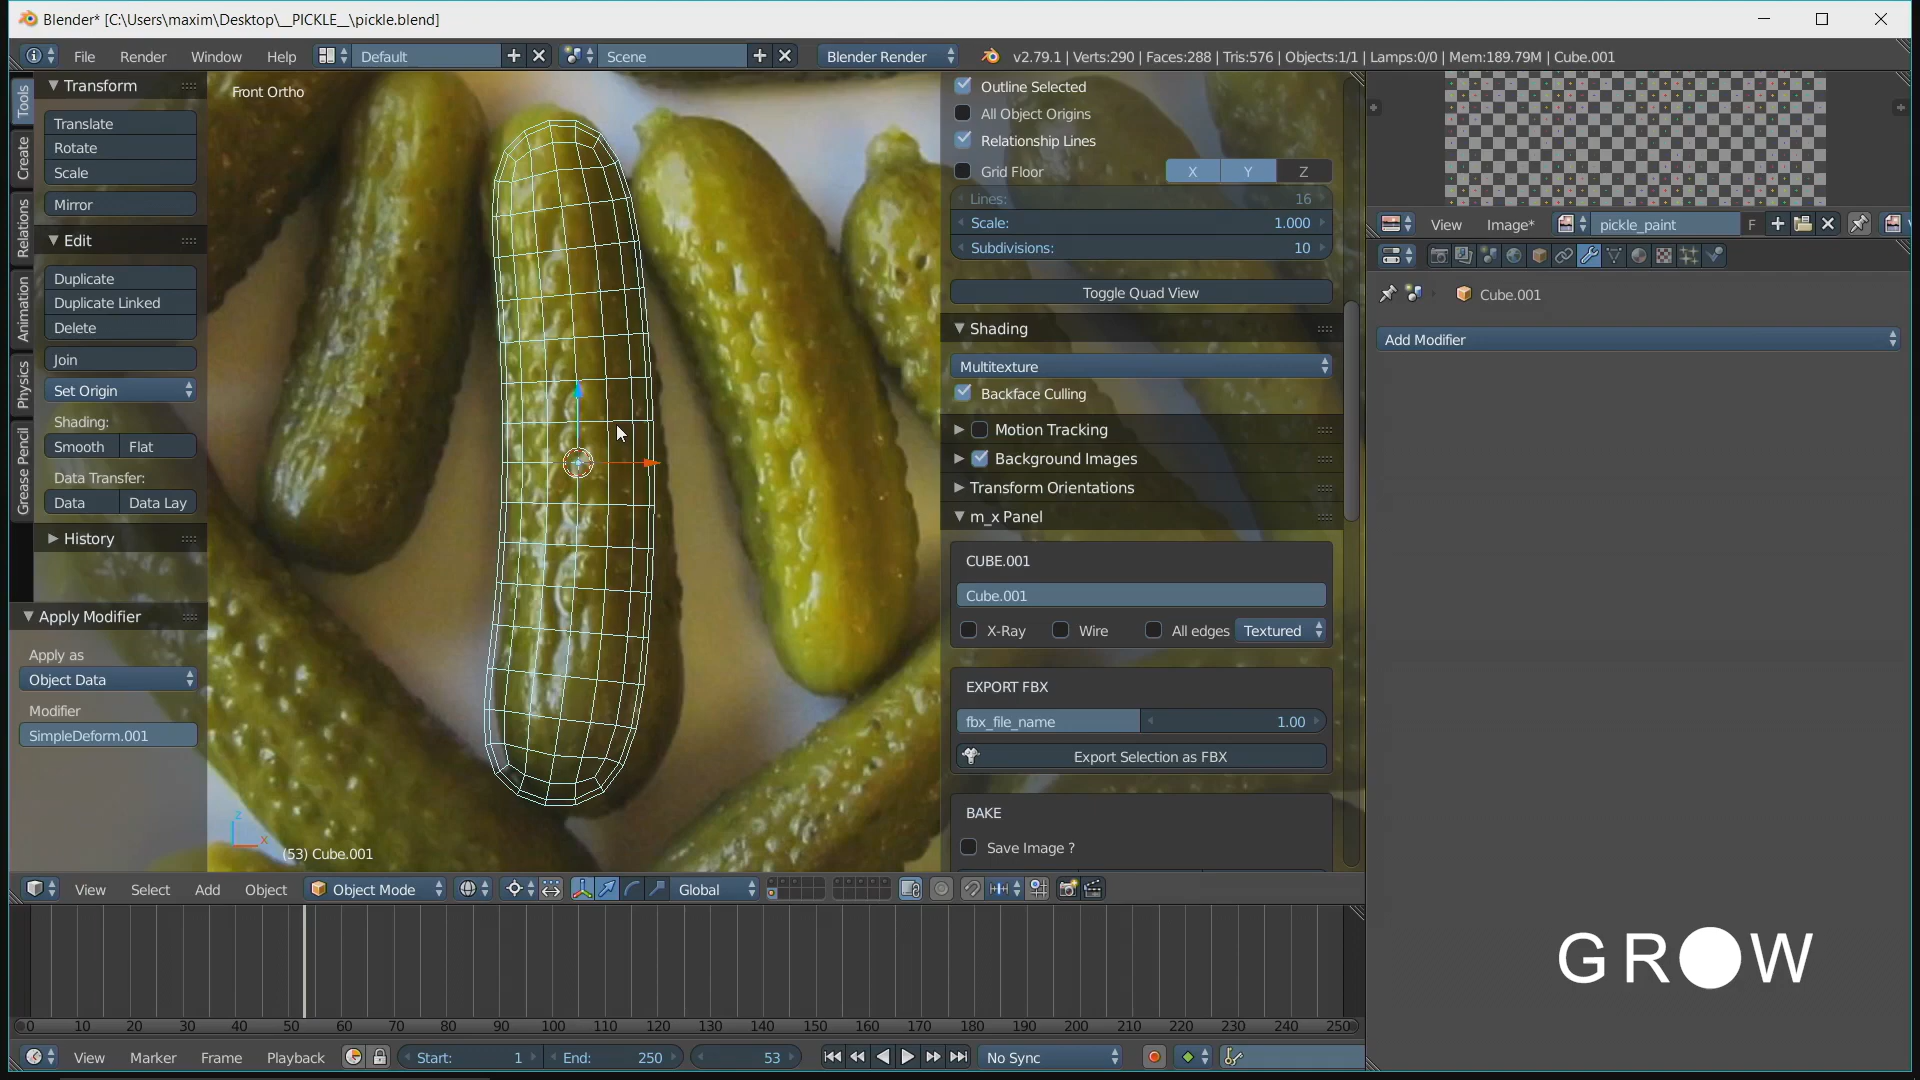 Blender* [C:\Users\maxim\Desktop\__PICKLE__\pickle.blend]
File Render Window Help Default Scene Blender Render v2.79.1 | Verts:290 | Faces:288 | Tris:576 | Objects:1/1 | Lamps:0/0 | Mem:189.79M | Cube.001
Tools
Create
Relations
Animation
Physics
Grease Pencil
Transform
Translate
Rotate
Scale
Mirror
Edit
Duplicate
Duplicate Linked
Delete
Join
Set Origin
Shading:
Smooth Flat
Data Transfer:
Data Data Lay
History
Apply Modifier
Apply as
Object Data
Modifier
SimpleDeform.001
Front Ortho
z
x
(53) Cube.001
Outline Selected
All Object Origins
Relationship Lines
Grid Floor X Y Z
Lines: 16
Scale: 1.000
Subdivisions: 10
Toggle Quad View
Shading
Multitexture
Backface Culling
Motion Tracking
Background Images
Transform Orientations
m_x Panel
CUBE.001
Cube.001
X-Ray Wire All edges Textured
EXPORT FBX
fbx_file_name 1.00
Export Selection as FBX
BAKE
Save Image ?
View Image* pickle_paint F
Cube.001
Add Modifier
View Select Add Object Object Mode Global
0 10 20 30 40 50 60 70 80 90 100 110 120 130 140 150 160 170 180 190 200 210 220 230 240 250
View Marker Frame Playback Start: 1 End: 250 53 No Sync
GROW